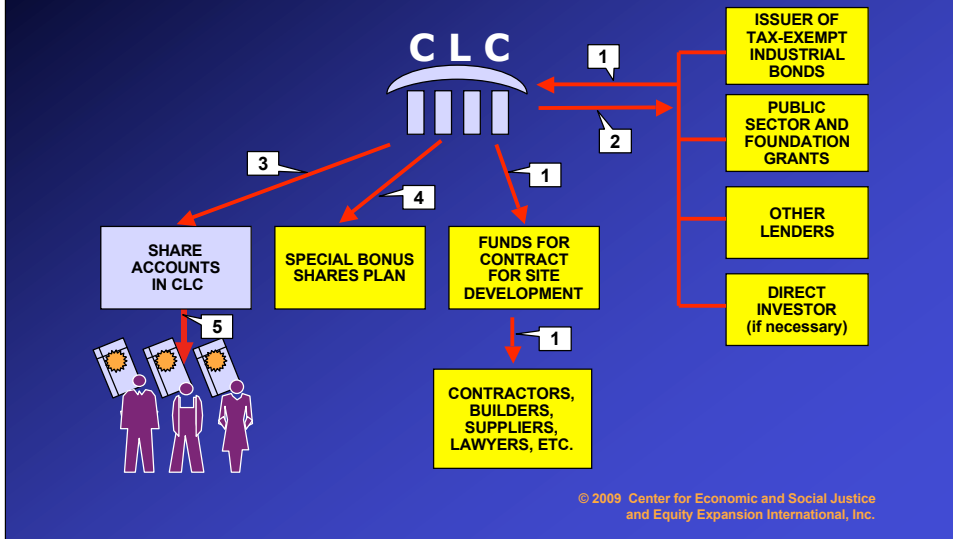 C L C
1
2
ISSUER OF
TAX-EXEMPT
INDUSTRIAL
BONDS
PUBLIC
SECTOR AND
FOUNDATION
GRANTS
OTHER
LENDERS
DIRECT
INVESTOR
(if necessary)
3
4
1
SHARE
ACCOUNTS
IN CLC
SPECIAL BONUS
SHARES PLAN
FUNDS FOR
CONTRACT
FOR SITE
DEVELOPMENT
5
1
CONTRACTORS,
BUILDERS,
SUPPLIERS,
LAWYERS, ETC.
© 2009 Center for Economic and Social Justice
and Equity Expansion International, Inc.